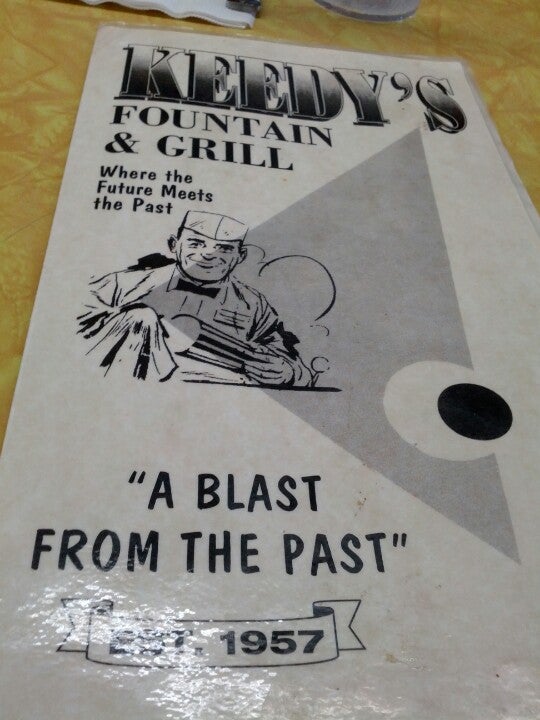 KEEDY'S
FOUNTAIN
& GRILL
Where the
Future Meets
the Past
"A BLAST
FROM THE PAST"
EST. 1957